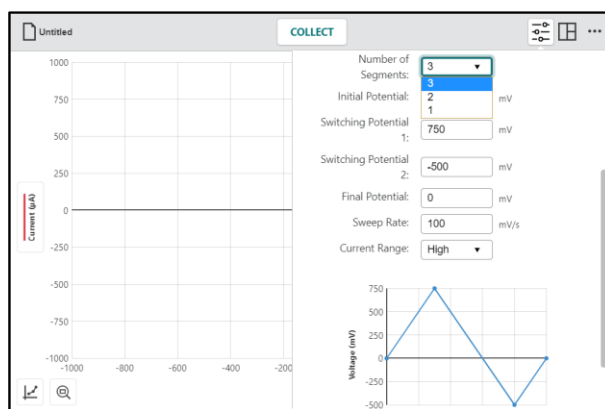 Untitled
COLLECT
Number of
Segments:
3
3
2
1
Initial Potential:
mV
Switching Potential
1:
750
mV
Switching Potential
2:
-500
mV
Final Potential:
0
mV
Sweep Rate:
100
mV/s
Current Range:
High
Current (µA)
1000
750
500
250
0
-250
-500
-750
-1000
-1000
-800
-600
-400
-200
Voltage (mV)
750
500
250
0
-250
-500